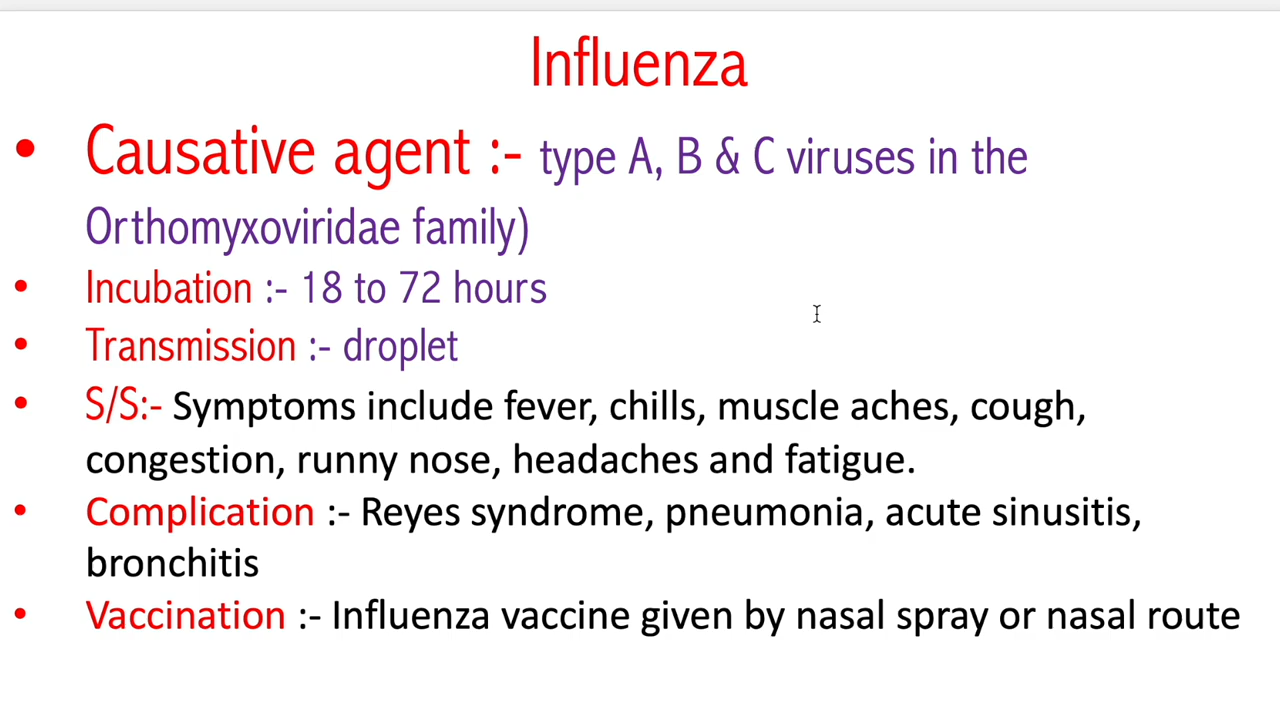 Influenza
• Causative agent :- type A, B & C viruses in the
Orthomyxoviridae family)
• Incubation :- 18 to 72 hours
• Transmission :- droplet
• S/S:- Symptoms include fever, chills, muscle aches, cough,
congestion, runny nose, headaches and fatigue.
• Complication :- Reyes syndrome, pneumonia, acute sinusitis,
bronchitis
• Vaccination :- Influenza vaccine given by nasal spray or nasal route